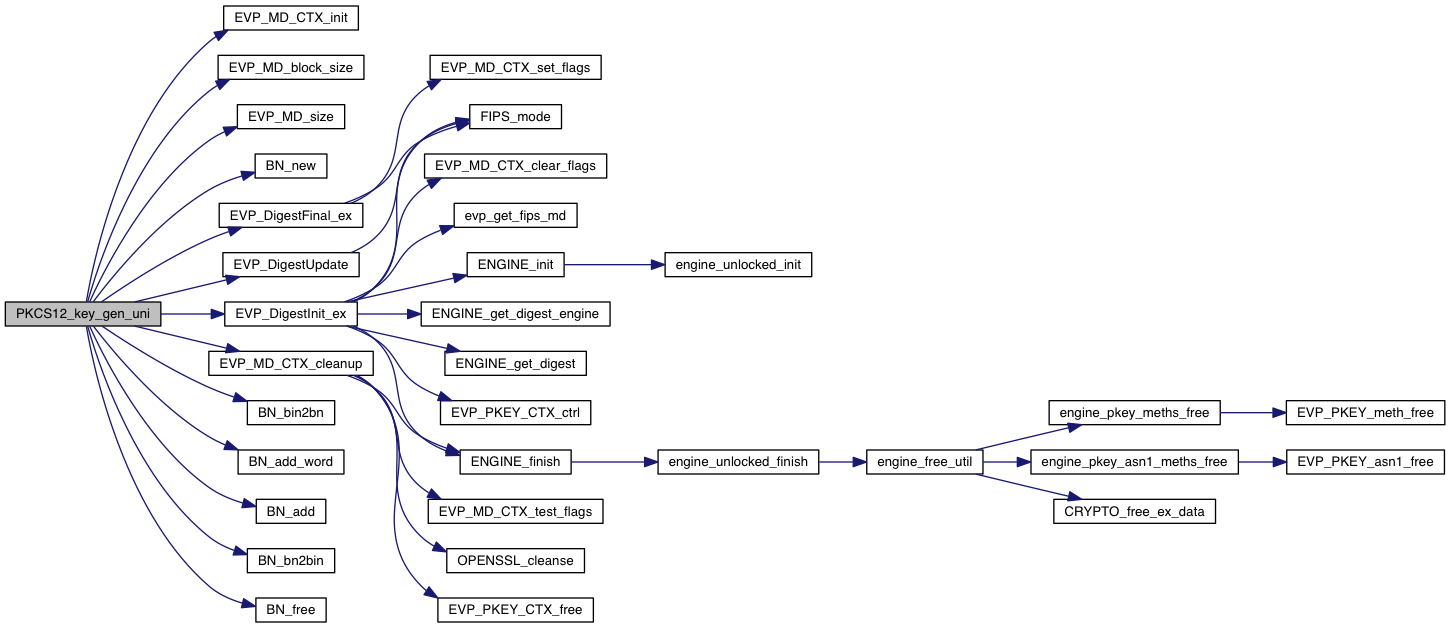 PKCS12_key_gen_uni
EVP_MD_CTX_init
EVP_MD_block_size
EVP_MD_size
BN_new
EVP_DigestFinal_ex
EVP_DigestUpdate
EVP_DigestInit_ex
EVP_MD_CTX_cleanup
BN_bin2bn
BN_add_word
BN_add
BN_bn2bin
BN_free
EVP_MD_CTX_set_flags
FIPS_mode
EVP_MD_CTX_clear_flags
evp_get_fips_md
ENGINE_init
ENGINE_get_digest_engine
ENGINE_get_digest
EVP_PKEY_CTX_ctrl
ENGINE_finish
EVP_MD_CTX_test_flags
OPENSSL_cleanse
EVP_PKEY_CTX_free
engine_unlocked_init
engine_unlocked_finish
engine_free_util
engine_pkey_meths_free
engine_pkey_asn1_meths_free
CRYPTO_free_ex_data
EVP_PKEY_meth_free
EVP_PKEY_asn1_free